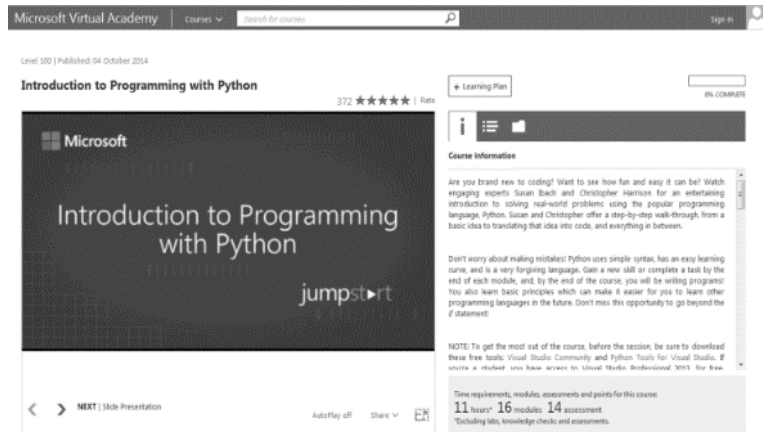 Microsoft Virtual Academy
Courses
Search for courses
Sign in
Level 100 | Published: 04 October 2014
Introduction to Programming with Python
372 ★★★★★ | Rate
+ Learning Plan
0% COMPLETE
Microsoft
Introduction to Programming
with Python
jumpstart
Course information
Are you brand new to coding? Want to see how fun and easy it can be? Watch
engaging experts Susan Ibach and Christopher Harrison for an entertaining
introduction to solving real-world problems using the popular programming
language, Python. Susan and Christopher offer a step-by-step walk-through, from a
basic idea to translating that idea into code, and everything in between.
Don't worry about making mistakes! Python uses simple syntax, has an easy learning
curve, and is a very forgiving language. Gain a new skill or complete a task by the
end of each module, and, by the end of the course, you will be writing programs!
You also learn basic principles which can make it easier for you to learn other
programming languages in the future. Don't miss this opportunity to go beyond the
if statement!
NOTE: To get the most out of the course, before the session, be sure to download
these free tools: Visual Studio Community and Python Tools for Visual Studio. If
you're a student, you have access to Visual Studio Professional 2013, for free,
NEXT | Slide Presentation
AutoPlay off
Share
Time requirements, modules, assessments and points for this course:
11 hours* 16 modules 14 assessment
*Excluding labs, knowledge checks and assessments.